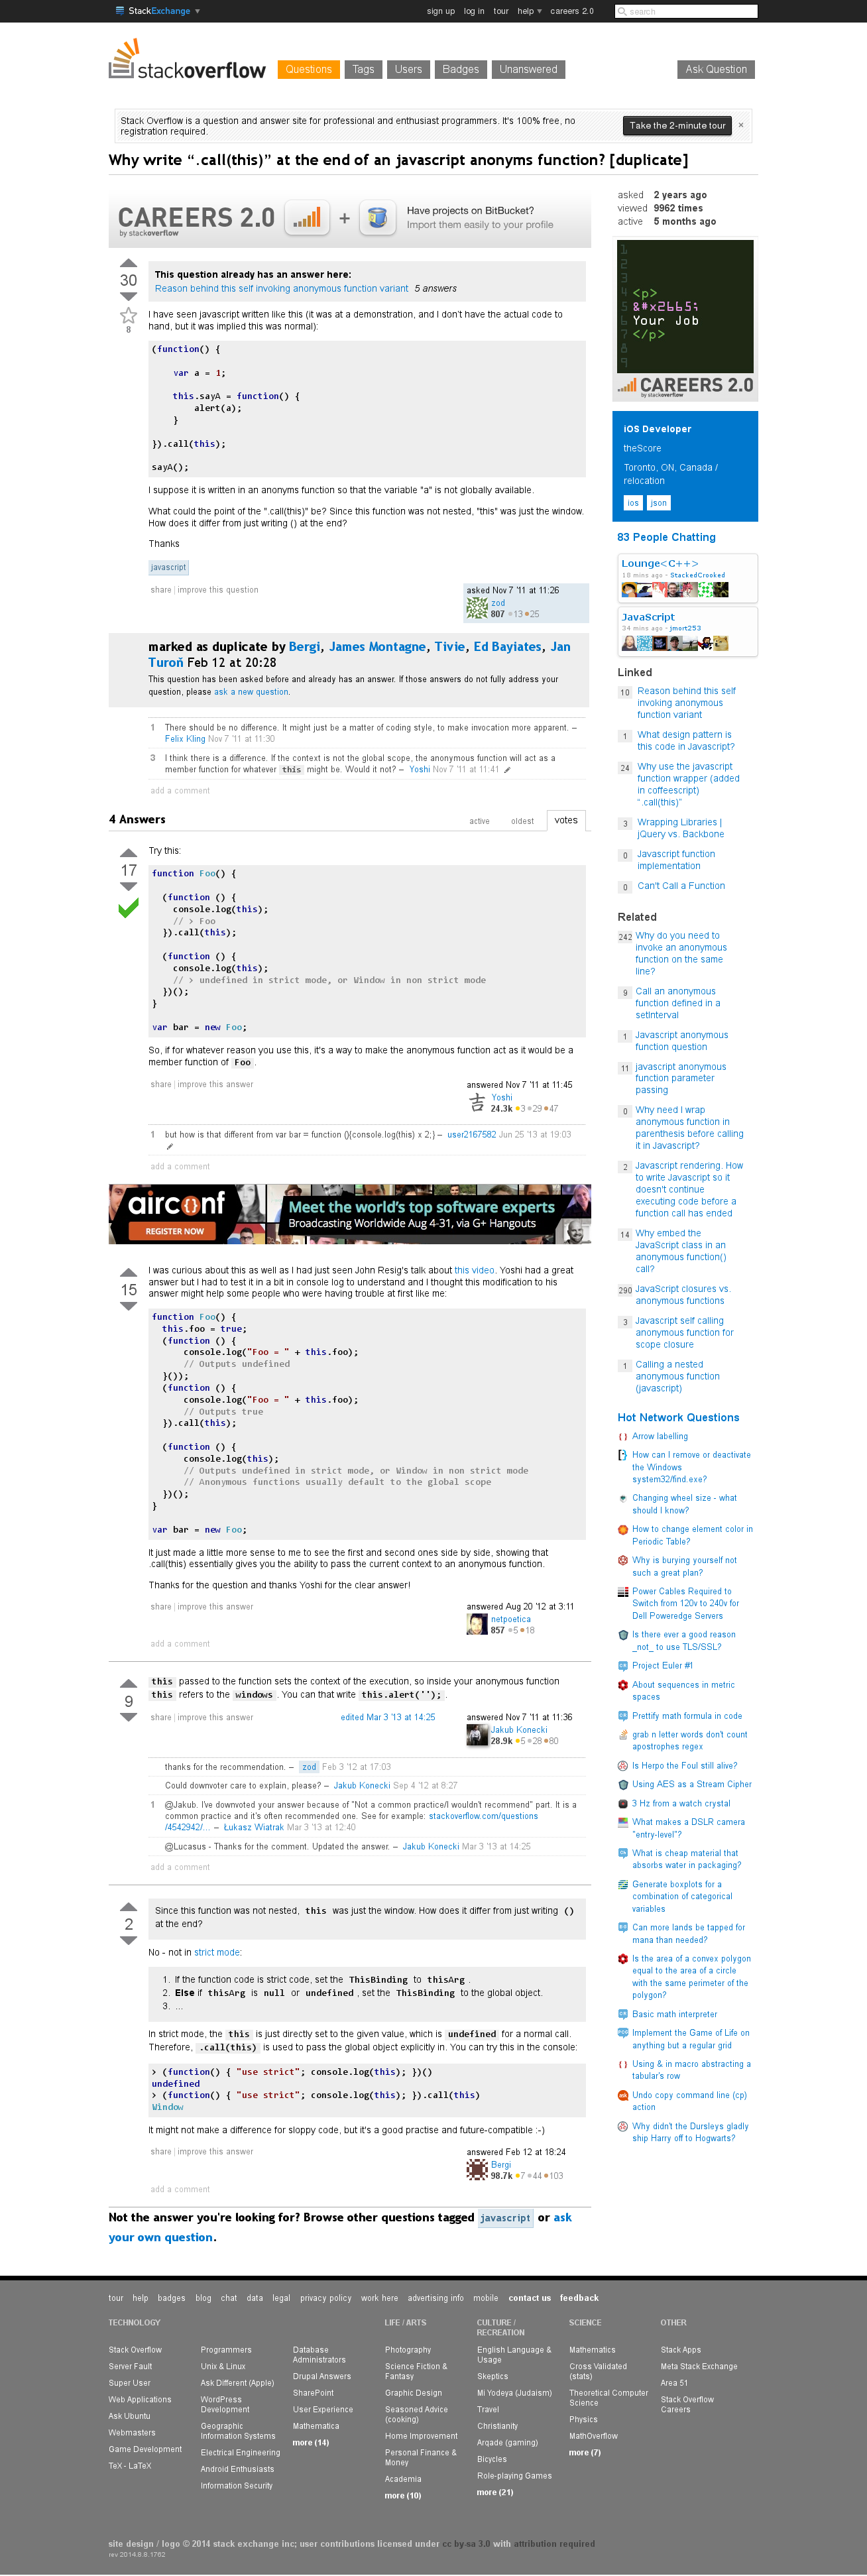 StackExchange
sign up log in tour help careers 2.0
search
stackoverflow
Questions Tags Users Badges Unanswered
Ask Question
Stack Overflow is a question and answer site for professional and enthusiast programmers. It's 100% free, no
registration required.
Take the 2-minute tour ×
Why write “.call(this)” at the end of an javascript anonyms function? [duplicate]
CAREERS 2.0
by stackoverflow
+
Have projects on BitBucket?
Import them easily to your profile
30
8
This question already has an answer here:
Reason behind this self invoking anonymous function variant 5 answers
I have seen javascript written like this (it was at a demonstration, and I don't have the actual code to
hand, but it was implied this was normal):
(function() {
var a = 1;
this.sayA = function() {
alert(a);
}
}).call(this);
sayA();
I suppose it is written in an anonyms function so that the variable "a" is not globally available.
What could the point of the ".call(this)" be? Since this function was not nested, "this" was just the window.
How does it differ from just writing () at the end?
Thanks
javascript
share improve this question
asked Nov 7 '11 at 11:26
zod
807 13 25
marked as duplicate by Bergi, James Montagne, Tivie, Ed Bayiates, Jan
Turoň Feb 12 at 20:28
This question has been asked before and already has an answer. If those answers do not fully address your
question, please ask a new question.
1 There should be no difference. It might just be a matter of coding style, to make invocation more apparent. –
Felix Kling Nov 7 '11 at 11:30
3 I think there is a difference. If the context is not the global scope, the anonymous function will act as a
member function for whatever this might be. Would it not? – Yoshi Nov 7 '11 at 11:41
add a comment
4 Answers
active oldest votes
17
Try this:
function Foo() {
(function () {
console.log(this);
// > Foo
}).call(this);
(function () {
console.log(this);
// > undefined in strict mode, or Window in non strict mode
})();
}
var bar = new Foo;
So, if for whatever reason you use this, it's a way to make the anonymous function act as it would be a
member function of Foo.
share improve this answer
answered Nov 7 '11 at 11:45
吉
Yoshi
24.3k 3 29 47
1 but how is that different from var bar = function (){console.log(this) x 2;} – user2167582 Jun 25 '13 at 19:03
add a comment
airconf
REGISTER NOW
Meet the world's top software experts
Broadcasting Worldwide Aug 4-31, via G+ Hangouts
15
I was curious about this as well as I had just seen John Resig's talk about this video. Yoshi had a great
answer but I had to test it in a bit in console log to understand and I thought this modification to his
answer might help some people who were having trouble at first like me:
function Foo() {
this.foo = true;
(function () {
console.log("Foo = " + this.foo);
// Outputs undefined
}());
(function () {
console.log("Foo = " + this.foo);
// Outputs true
}).call(this);
(function () {
console.log(this);
// Outputs undefined in strict mode, or Window in non strict mode
// Anonymous functions usually default to the global scope
})();
}
var bar = new Foo;
It just made a little more sense to me to see the first and second ones side by side, showing that
.call(this) essentially gives you the ability to pass the current context to an anonymous function.
Thanks for the question and thanks Yoshi for the clear answer!
share improve this answer
answered Aug 20 '12 at 3:11
netpoetica
857 5 18
add a comment
9
this passed to the function sets the context of the execution, so inside your anonymous function
this refers to the windows. You can that write this.alert('');.
share improve this answer
edited Mar 3 '13 at 14:25
answered Nov 7 '11 at 11:36
Jakub Konecki
28.9k 5 28 80
thanks for the recommendation. – zod Feb 3 '12 at 17:03
Could downvoter care to explain, please? – Jakub Konecki Sep 4 '12 at 8:27
1 @Jakub. I've downvoted your answer because of "Not a common practice/I wouldn't recommend" part. It is a
common practice and it's often recommended one. See for example: stackoverflow.com/questions
/4542942/... – Łukasz Wiatrak Mar 3 '13 at 12:40
@Lucasus - Thanks for the comment. Updated the answer. – Jakub Konecki Mar 3 '13 at 14:25
add a comment
2
Since this function was not nested, this was just the window. How does it differ from just writing ()
at the end?
No - not in strict mode:
1. If the function code is strict code, set the ThisBinding to thisArg.
2. Else if thisArg is null or undefined, set the ThisBinding to the global object.
3. ...
In strict mode, the this is just directly set to the given value, which is undefined for a normal call.
Therefore, .call(this) is used to pass the global object explicitly in. You can try this in the console:
> (function() { "use strict"; console.log(this); })()
undefined
> (function() { "use strict"; console.log(this); }).call(this)
Window
It might not make a difference for sloppy code, but it's a good practise and future-compatible :-)
share improve this answer
answered Feb 12 at 18:24
Bergi
98.7k 7 44 103
add a comment
Not the answer you're looking for? Browse other questions tagged javascript or ask
your own question.
asked 2 years ago
viewed 9962 times
active 5 months ago
1
2
3
4 <p>
5 &#x2665;
6 Your Job
7 </p>
8
9
CAREERS 2.0
by stackoverflow
iOS Developer
theScore
Toronto, ON, Canada /
relocation
ios json
83 People Chatting
Lounge<C++>
18 mins ago - StackedCrooked
JavaScript
34 mins ago - jmort253
Linked
10 Reason behind this self
invoking anonymous
function variant
1 What design pattern is
this code in Javascript?
24 Why use the javascript
function wrapper (added
in coffeescript)
“.call(this)”
3 Wrapping Libraries |
jQuery vs. Backbone
0 Javascript function
implementation
0 Can't Call a Function
Related
242 Why do you need to
invoke an anonymous
function on the same
line?
9 Call an anonymous
function defined in a
setInterval
1 Javascript anonymous
function question
11 javascript anonymous
function parameter
passing
0 Why need I wrap
anonymous function in
parenthesis before calling
it in Javascript?
2 Javascript rendering. How
to write Javascript so it
doesn't continue
executing code before a
function call has ended
14 Why embed the
JavaScript class in an
anonymous function()
call?
290 JavaScript closures vs.
anonymous functions
3 Javascript self calling
anonymous function for
scope closure
1 Calling a nested
anonymous function
(javascript)
Hot Network Questions
Arrow labelling
How can I remove or deactivate
the Windows
system32/find.exe?
Changing wheel size - what
should I know?
How to change element color in
Periodic Table?
Why is burying yourself not
such a great plan?
Power Cables Required to
Switch from 120v to 240v for
Dell Poweredge Servers
Is there ever a good reason
_not_ to use TLS/SSL?
Project Euler #1
About sequences in metric
spaces
Prettify math formula in code
grab n letter words don't count
apostrophes regex
Is Herpo the Foul still alive?
Using AES as a Stream Cipher
3 Hz from a watch crystal
What makes a DSLR camera
"entry-level"?
What is cheap material that
absorbs water in packaging?
Generate boxplots for a
combination of categorical
variables
Can more lands be tapped for
mana than needed?
Is the area of a convex polygon
equal to the area of a circle
with the same perimeter of the
polygon?
Basic math interpreter
Implement the Game of Life on
anything but a regular grid
Using & in macro abstracting a
tabular's row
Undo copy command line (cp)
action
Why didn't the Dursleys gladly
ship Harry off to Hogwarts?
tour help badges blog chat data legal privacy policy work here advertising info mobile contact us feedback
TECHNOLOGY
Stack Overflow
Server Fault
Super User
Web Applications
Ask Ubuntu
Webmasters
Game Development
TeX - LaTeX
Programmers
Unix & Linux
Ask Different (Apple)
WordPress
Development
Geographic
Information Systems
Electrical Engineering
Android Enthusiasts
Information Security
Database
Administrators
Drupal Answers
SharePoint
User Experience
Mathematica
more (14)
LIFE / ARTS
Photography
Science Fiction &
Fantasy
Graphic Design
Seasoned Advice
(cooking)
Home Improvement
Personal Finance &
Money
Academia
more (10)
CULTURE /
RECREATION
English Language &
Usage
Skeptics
Mi Yodeya (Judaism)
Travel
Christianity
Arqade (gaming)
Bicycles
Role-playing Games
more (21)
SCIENCE
Mathematics
Cross Validated
(stats)
Theoretical Computer
Science
Physics
MathOverflow
more (7)
OTHER
Stack Apps
Meta Stack Exchange
Area 51
Stack Overflow
Careers
site design / logo © 2014 stack exchange inc; user contributions licensed under cc by-sa 3.0 with attribution required
rev 2014.8.8.1762